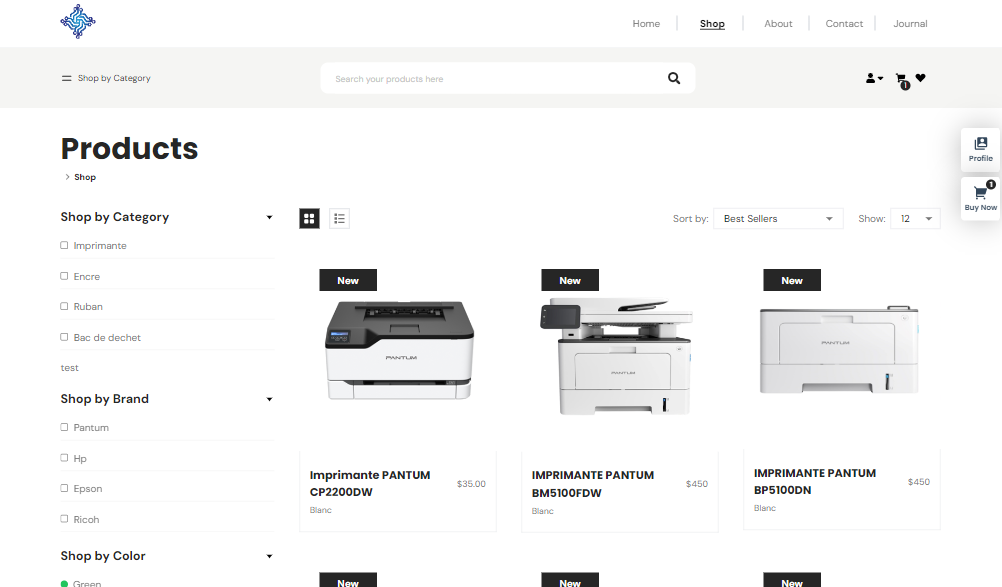 Home
Shop
About
Contact
Journal
Shop by Category
Search your products here
1
Products
Shop
Profile
1
Buy Now
Shop by Category
Imprimante
Encre
Ruban
Bac de dechet
test
Shop by Brand
Pantum
Hp
Epson
Ricoh
Shop by Color
Green
Sort by: Best Sellers
Show: 12
New
PANTUM
Imprimante PANTUM
CP2200DW
$35.00
Blanc
New
PANTUM
IMPRIMANTE PANTUM
BM5100FDW
$450
Blanc
New
PANTUM
IMPRIMANTE PANTUM
BP5100DN
$450
Blanc
New
New
New